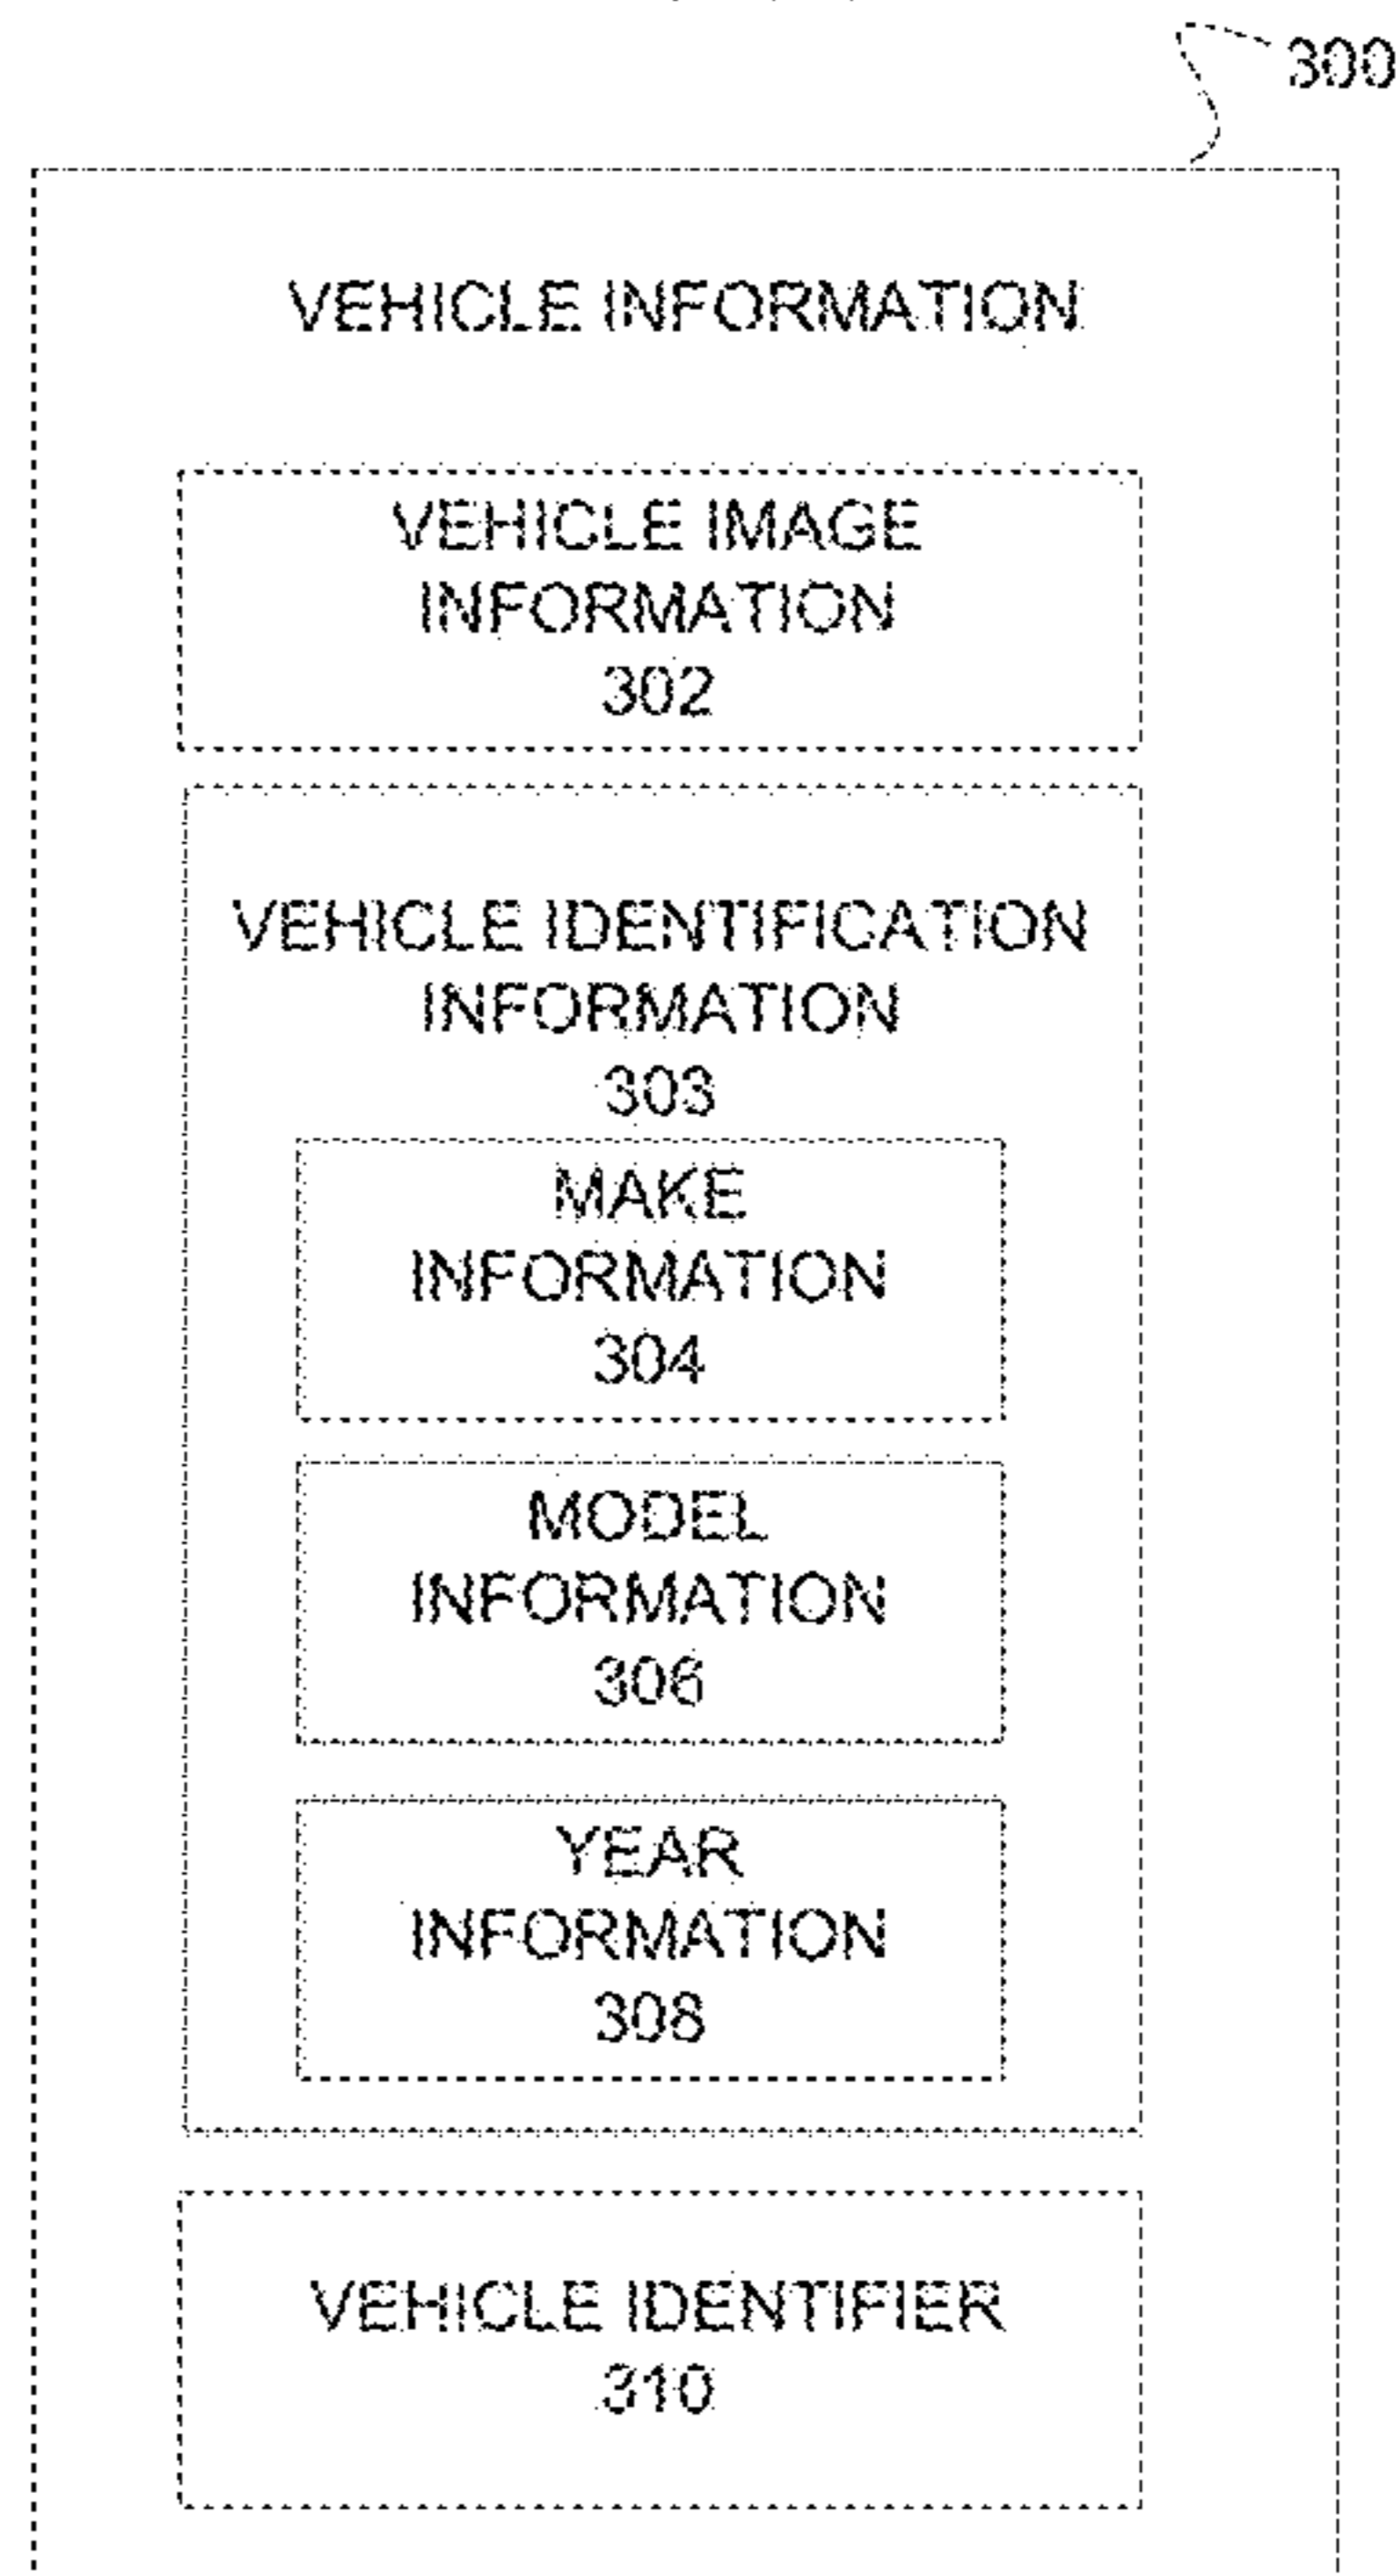 300
VEHICLE INFORMATION
VEHICLE IMAGE
INFORMATION
302
VEHICLE IDENTIFICATION
INFORMATION
303
MAKE
INFORMATION
304
MODEL
INFORMATION
306
YEAR
INFORMATION
308
VEHICLE IDENTIFIER
310